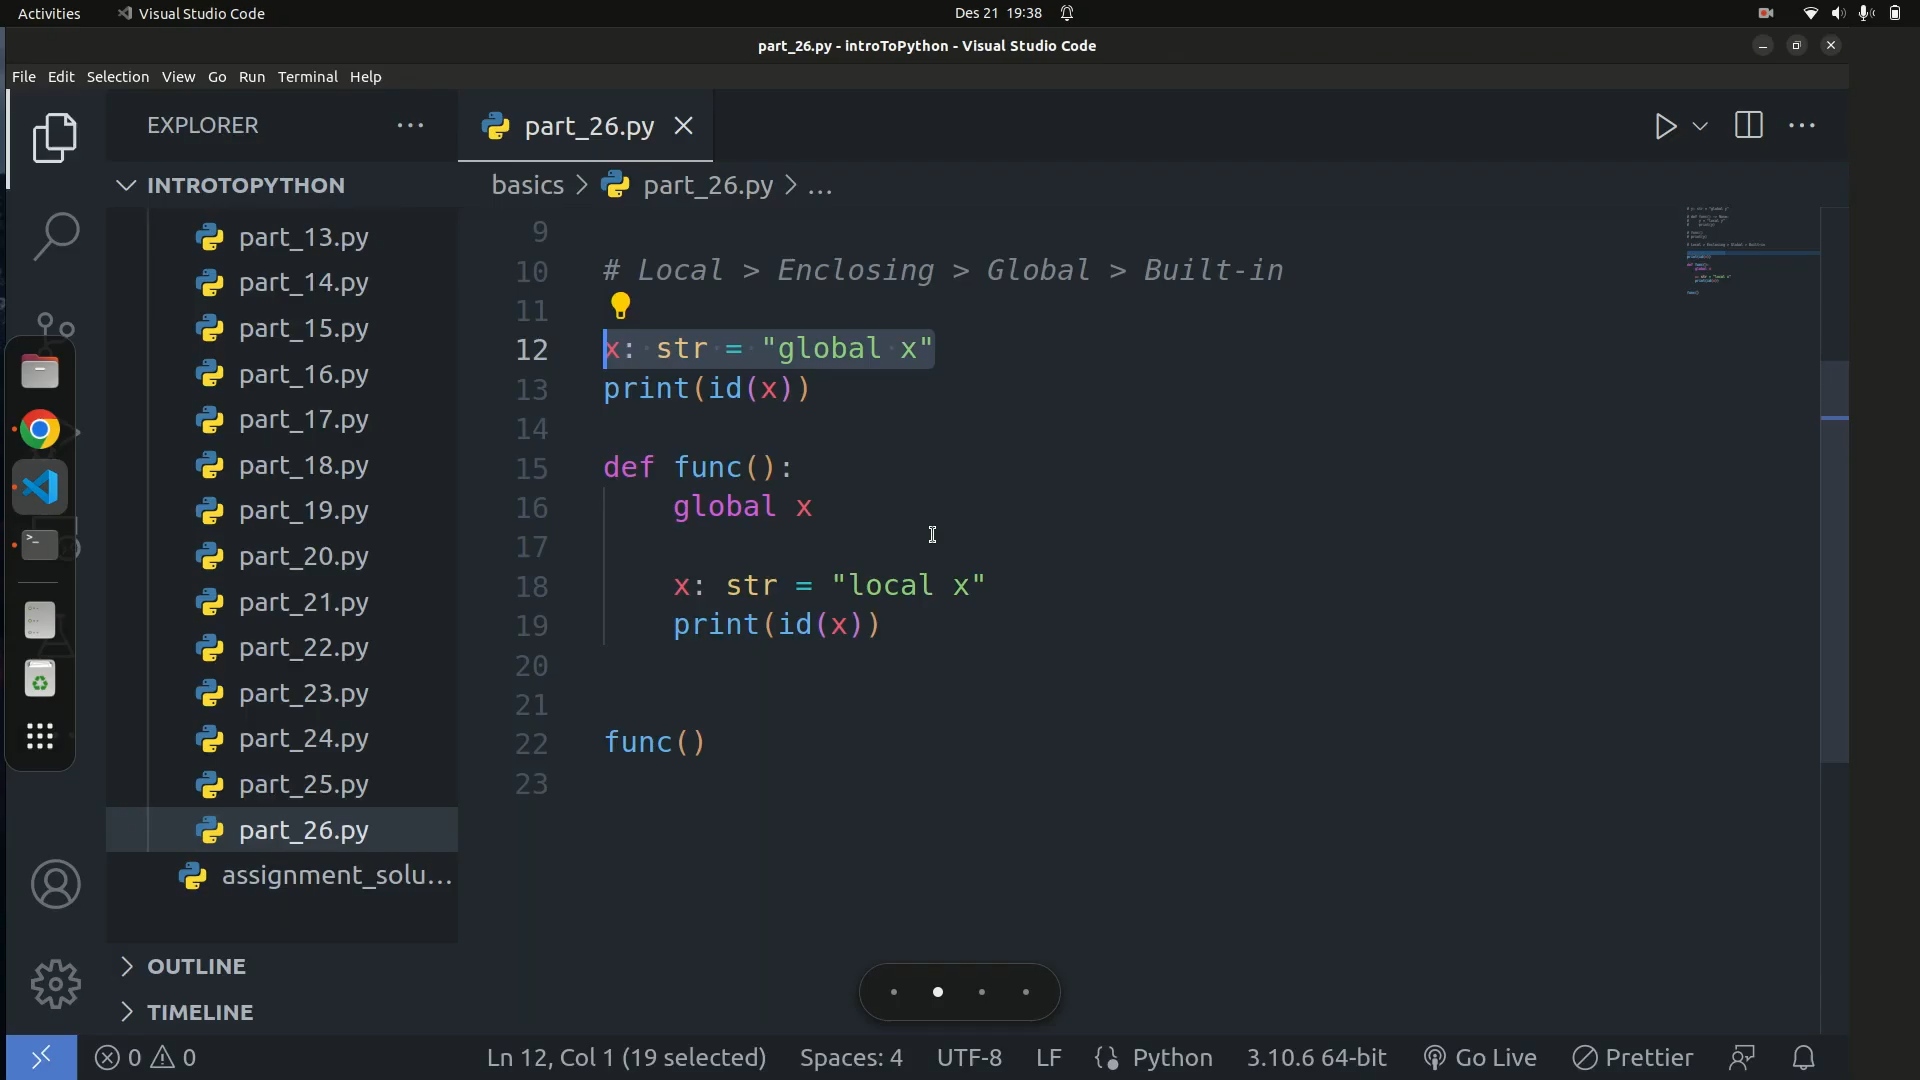 Activities
Visual Studio Code
Des 21 19:38
part_26.py - introToPython - Visual Studio Code
File Edit Selection View Go Run Terminal Help
EXPLORER
part_26.py
INTROTOPYTHON
basics > part_26.py > ...
part_13.py
part_14.py
part_15.py
part_16.py
part_17.py
part_18.py
part_19.py
part_20.py
part_21.py
part_22.py
part_23.py
part_24.py
part_25.py
part_26.py
assignment_solu...
OUTLINE
TIMELINE
9
10 # Local > Enclosing > Global > Built-in
11
12 x: str = "global x"
13 print(id(x))
14
15 def func():
16 global x
17
18 x: str = "local x"
19 print(id(x))
20
21
22 func()
23
0 0 Ln 12, Col 1 (19 selected) Spaces: 4 UTF-8 LF Python 3.10.6 64-bit Go Live Prettier